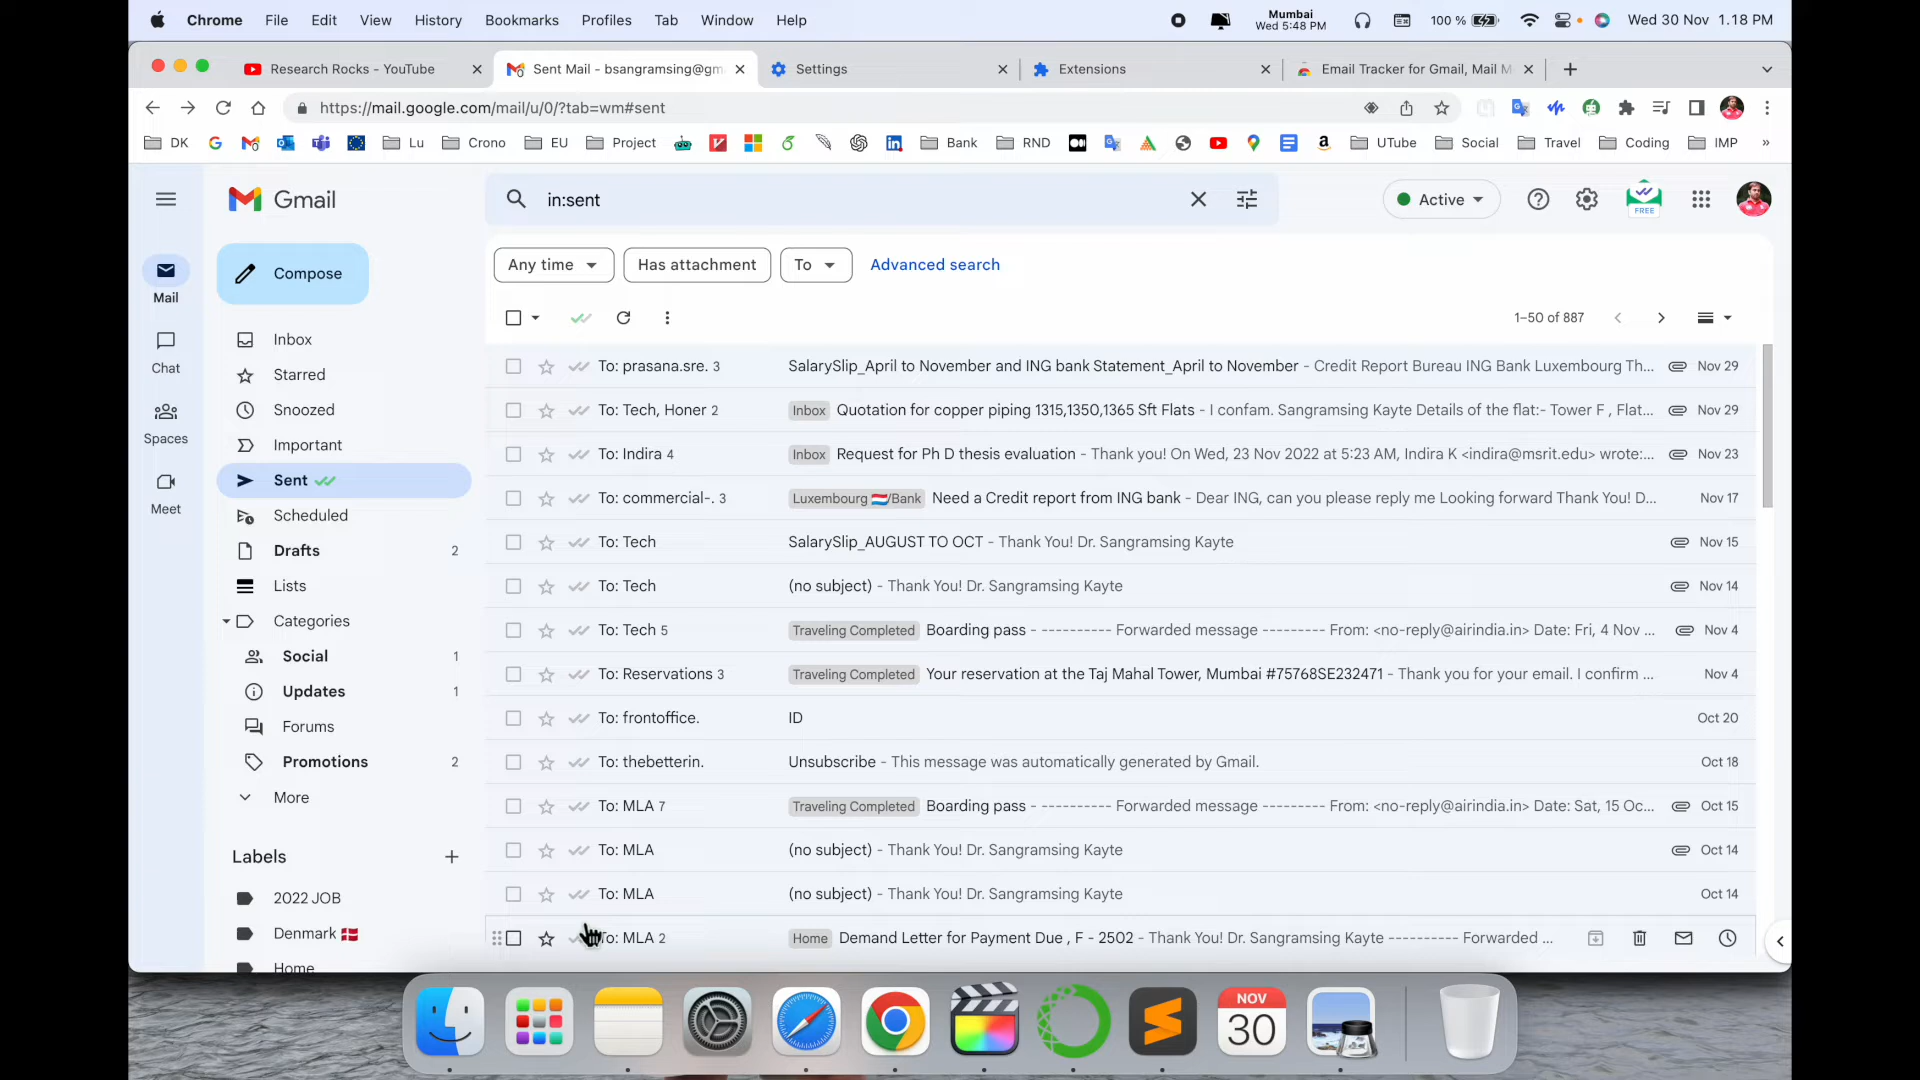 Chrome File Edit View History Bookmarks Profiles Tab Window Help Mumbai Wed 5:48 PM 100 % Wed 30 Nov 1.18 PM
Research Rocks - YouTube Sent Mail - bsangramsing@gm Settings Extensions Email Tracker for Gmail, Mail M
https://mail.google.com/mail/u/0/?tab=wm#sent
DK Lu Crono EU Project Bank RND UTube Social Travel Coding IMP »
Gmail in:sent Active FREE
Compose
Mail
Chat
Spaces
Meet
Inbox
Starred
Snoozed
Important
Sent
Scheduled
Drafts 2
Lists
Categories
Social 1
Updates 1
Forums
Promotions 2
More
Labels +
2022 JOB
Denmark 🇩🇰
Home
Any time Has attachment To Advanced search
1–50 of 887
To: prasana.sre. 3 SalarySlip_April to November and ING bank Statement_April to November - Credit Report Bureau ING Bank Luxembourg Th... Nov 29
To: Tech, Honer 2 Inbox Quotation for copper piping 1315,1350,1365 Sft Flats - I confam. Sangramsing Kayte Details of the flat:- Tower F , Flat... Nov 29
To: Indira 4 Inbox Request for Ph D thesis evaluation - Thank you! On Wed, 23 Nov 2022 at 5:23 AM, Indira K <indira@msrit.edu> wrote:... Nov 23
To: commercial-. 3 Luxembourg 🇱🇺/Bank Need a Credit report from ING bank - Dear ING, can you please reply me Looking forward Thank You! D... Nov 17
To: Tech SalarySlip_AUGUST TO OCT - Thank You! Dr. Sangramsing Kayte Nov 15
To: Tech (no subject) - Thank You! Dr. Sangramsing Kayte Nov 14
To: Tech 5 Traveling Completed Boarding pass - ---------- Forwarded message --------- From: <no-reply@airindia.in> Date: Fri, 4 Nov ... Nov 4
To: Reservations 3 Traveling Completed Your reservation at the Taj Mahal Tower, Mumbai #75768SE232471 - Thank you for your email. I confirm ... Nov 4
To: frontoffice. ID Oct 20
To: thebetterin. Unsubscribe - This message was automatically generated by Gmail. Oct 18
To: MLA 7 Traveling Completed Boarding pass - ---------- Forwarded message --------- From: <no-reply@airindia.in> Date: Sat, 15 Oc... Oct 15
To: MLA (no subject) - Thank You! Dr. Sangramsing Kayte Oct 14
To: MLA (no subject) - Thank You! Dr. Sangramsing Kayte Oct 14
To: MLA 2 Home Demand Letter for Payment Due , F - 2502 - Thank You! Dr. Sangramsing Kayte ---------- Forwarded ...
NOV
30